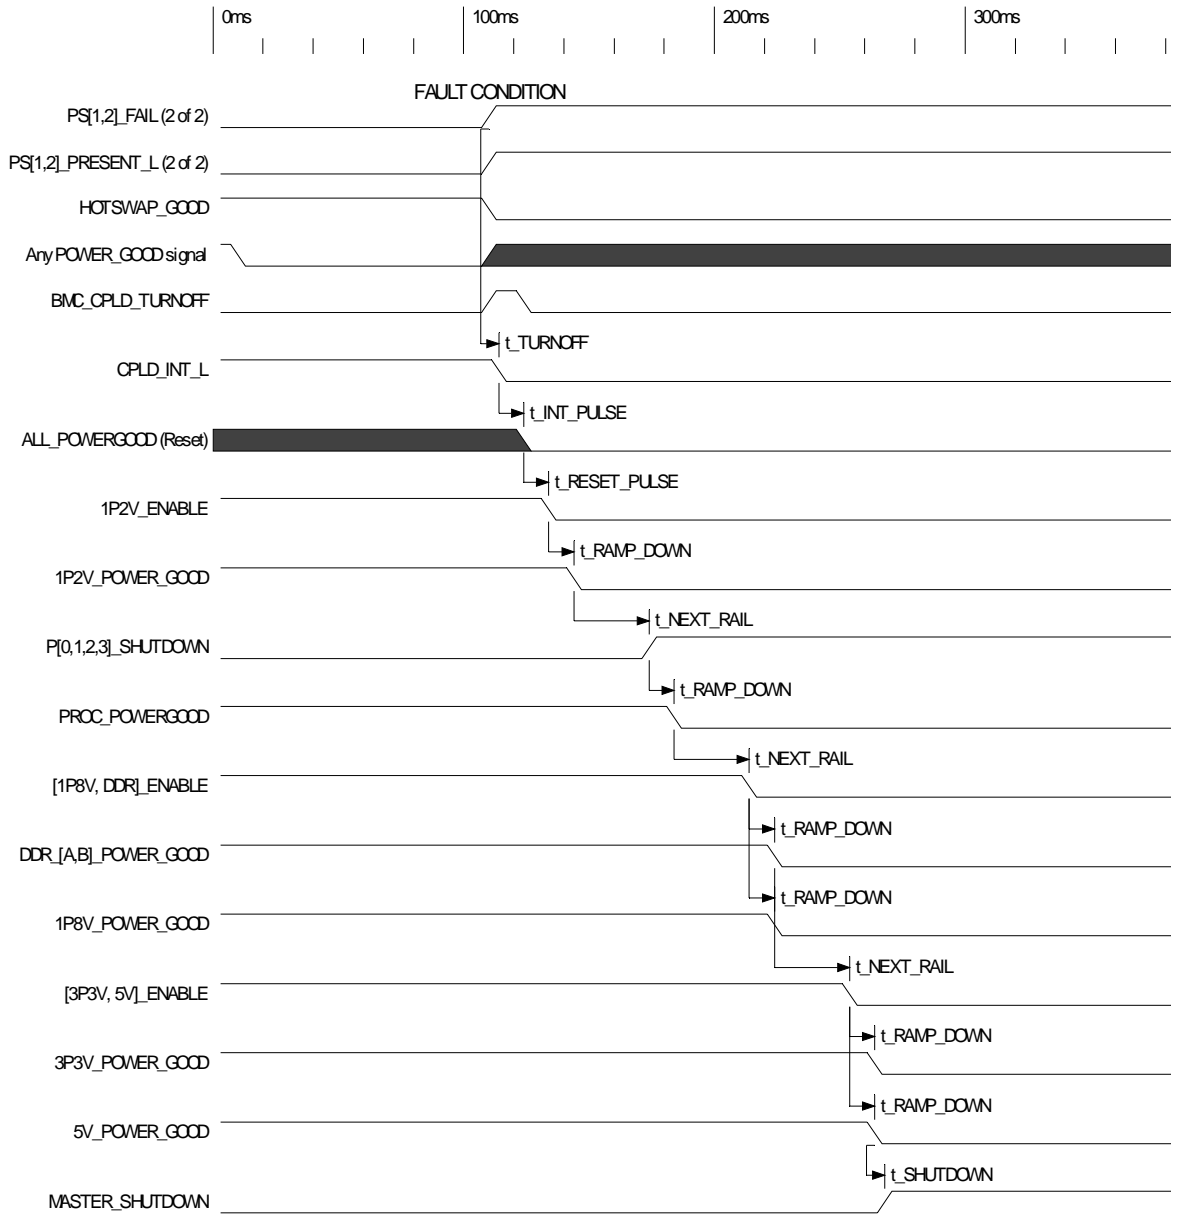 0ms 100ms 200ms 300ms
FAULT CONDITION
PS[1,2]_FAIL (2 of 2)
PS[1,2]_PRESENT_L (2 of 2)
HOTSWAP_GOOD
Any POWER_GOOD signal
BMC_CPLD_TURNOFF
t_TURNOFF
CPLD_INT_L
t_INT_PULSE
ALL_POWERGOOD (Reset)
t_RESET_PULSE
1P2V_ENABLE
t_RAMP_DOWN
1P2V_POWER_GOOD
t_NEXT_RAIL
P[0,1,2,3]_SHUTDOWN
t_RAMP_DOWN
PROC_POWERGOOD
t_NEXT_RAIL
[1P8V, DDR]_ENABLE
t_RAMP_DOWN
DDR_[A,B]_POWER_GOOD
t_RAMP_DOWN
1P8V_POWER_GOOD
t_NEXT_RAIL
[3P3V, 5V]_ENABLE
t_RAMP_DOWN
3P3V_POWER_GOOD
t_RAMP_DOWN
5V_POWER_GOOD
t_SHUTDOWN
MASTER_SHUTDOWN